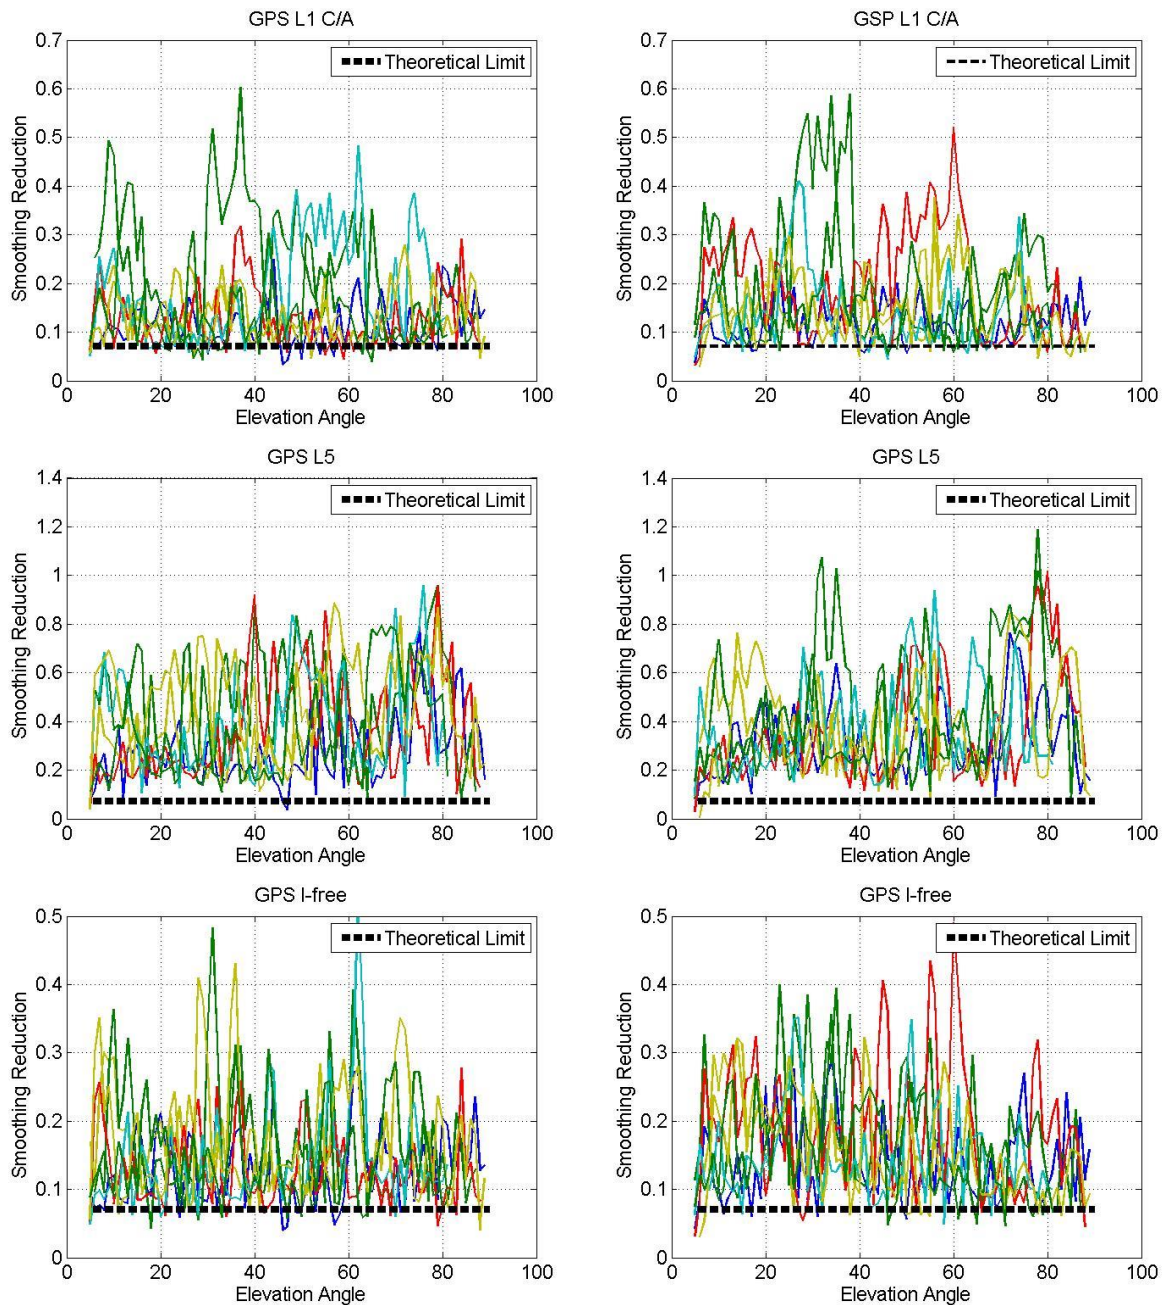 GPS L1 C/A
0.7
0.6
0.5
0.4
0.3
0.2
0.1
0
Smoothing Reduction
Theoretical Limit
0 20 40 60 80 100
Elevation Angle
GSP L1 C/A
0.7
0.6
0.5
0.4
0.3
0.2
0.1
0
Smoothing Reduction
Theoretical Limit
0 20 40 60 80 100
Elevation Angle
GPS L5
1.4
1.2
1
0.8
0.6
0.4
0.2
0
Smoothing Reduction
Theoretical Limit
0 20 40 60 80 100
Elevation Angle
GPS L5
1.4
1.2
1
0.8
0.6
0.4
0.2
0
Smoothing Reduction
Theoretical Limit
0 20 40 60 80 100
Elevation Angle
GPS I-free
0.5
0.4
0.3
0.2
0.1
0
Smoothing Reduction
Theoretical Limit
0 20 40 60 80 100
Elevation Angle
GPS I-free
0.5
0.4
0.3
0.2
0.1
0
Smoothing Reduction
Theoretical Limit
0 20 40 60 80 100
Elevation Angle